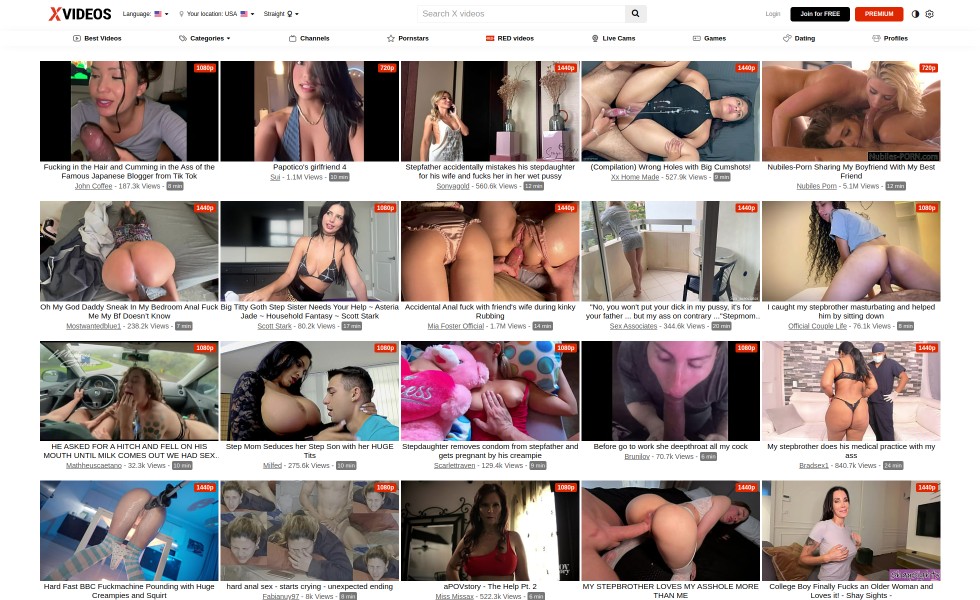 XVIDEOS
Language:
Your location: USA
Straight
Search X videos
Login
Join for FREE
PREMIUM
Best Videos
Categories
Channels
Pornstars
RED videos
Live Cams
Games
Dating
Profiles
1080p
720p
1440p
1440p
720p
Nubiles-Porn.com
Fucking in the Hair and Cumming in the Ass of the
Famous Japanese Blogger from Tik Tok
John Coffee - 187.3k Views - 8 min
Papotico's girlfriend 4
Sui - 1.1M Views - 10 min
Stepfather accidentally mistakes his stepdaughter
for his wife and fucks her in her wet pussy
Sonyagold - 560.6k Views - 12 min
(Compilation) Wrong Holes with Big Cumshots!
Xx Home Made - 527.9k Views - 9 min
Nubiles-Porn Sharing My Boyfriend With My Best
Friend
Nubiles Porn - 5.1M Views - 12 min
1440p
1080p
1440p
1440p
1080p
Oh My God Daddy Sneak In My Bedroom Anal Fuck
Me My Bf Doesn't Know
Mostwantedblue1 - 238.2k Views - 7 min
Big Titty Goth Step Sister Needs Your Help ~ Asteria
Jade ~ Household Fantasy ~ Scott Stark
Scott Stark - 80.2k Views - 17 min
Accidental Anal fuck with friend's wife during kinky
Rubbing
Mia Foster Official - 1.7M Views - 14 min
"No, you won't put your dick in my pussy, it's for
your father ... but my ass on contrary ..."Stepmom..
Sex Associates - 344.6k Views - 20 min
I caught my stepbrother masturbating and helped
him by sitting down
Official Couple Life - 76.1k Views - 8 min
1080p
1080p
1080p
1080p
1440p
HE ASKED FOR A HITCH AND FELL ON HIS
MOUTH UNTIL MILK COMES OUT WE HAD SEX..
Mathheuscaetano - 32.3k Views - 10 min
Step Mom Seduces her Step Son with her HUGE
Tits
Milfed - 275.6k Views - 10 min
Stepdaughter removes condom from stepfather and
gets pregnant by his creampie
Scarlettraven - 129.4k Views - 9 min
Before go to work she deepthroat all my cock
Bruniloy - 70.7k Views - 6 min
My stepbrother does his medical practice with my
ass
Bradsex1 - 840.7k Views - 24 min
1440p
1080p
1080p
1440p
1440p
Hard Fast BBC Fuckmachine Pounding with Huge
Creampies and Squirt
hard anal sex - starts crying - unexpected ending
Fabianuy97 - 8k Views - 8 min
aPOVstory - The Help Pt. 2
Miss Missax - 522.3k Views - 6 min
MY STEPBROTHER LOVES MY ASSHOLE MORE
THAN ME
College Boy Finally Fucks an Older Woman and
Loves it! - Shay Sights -